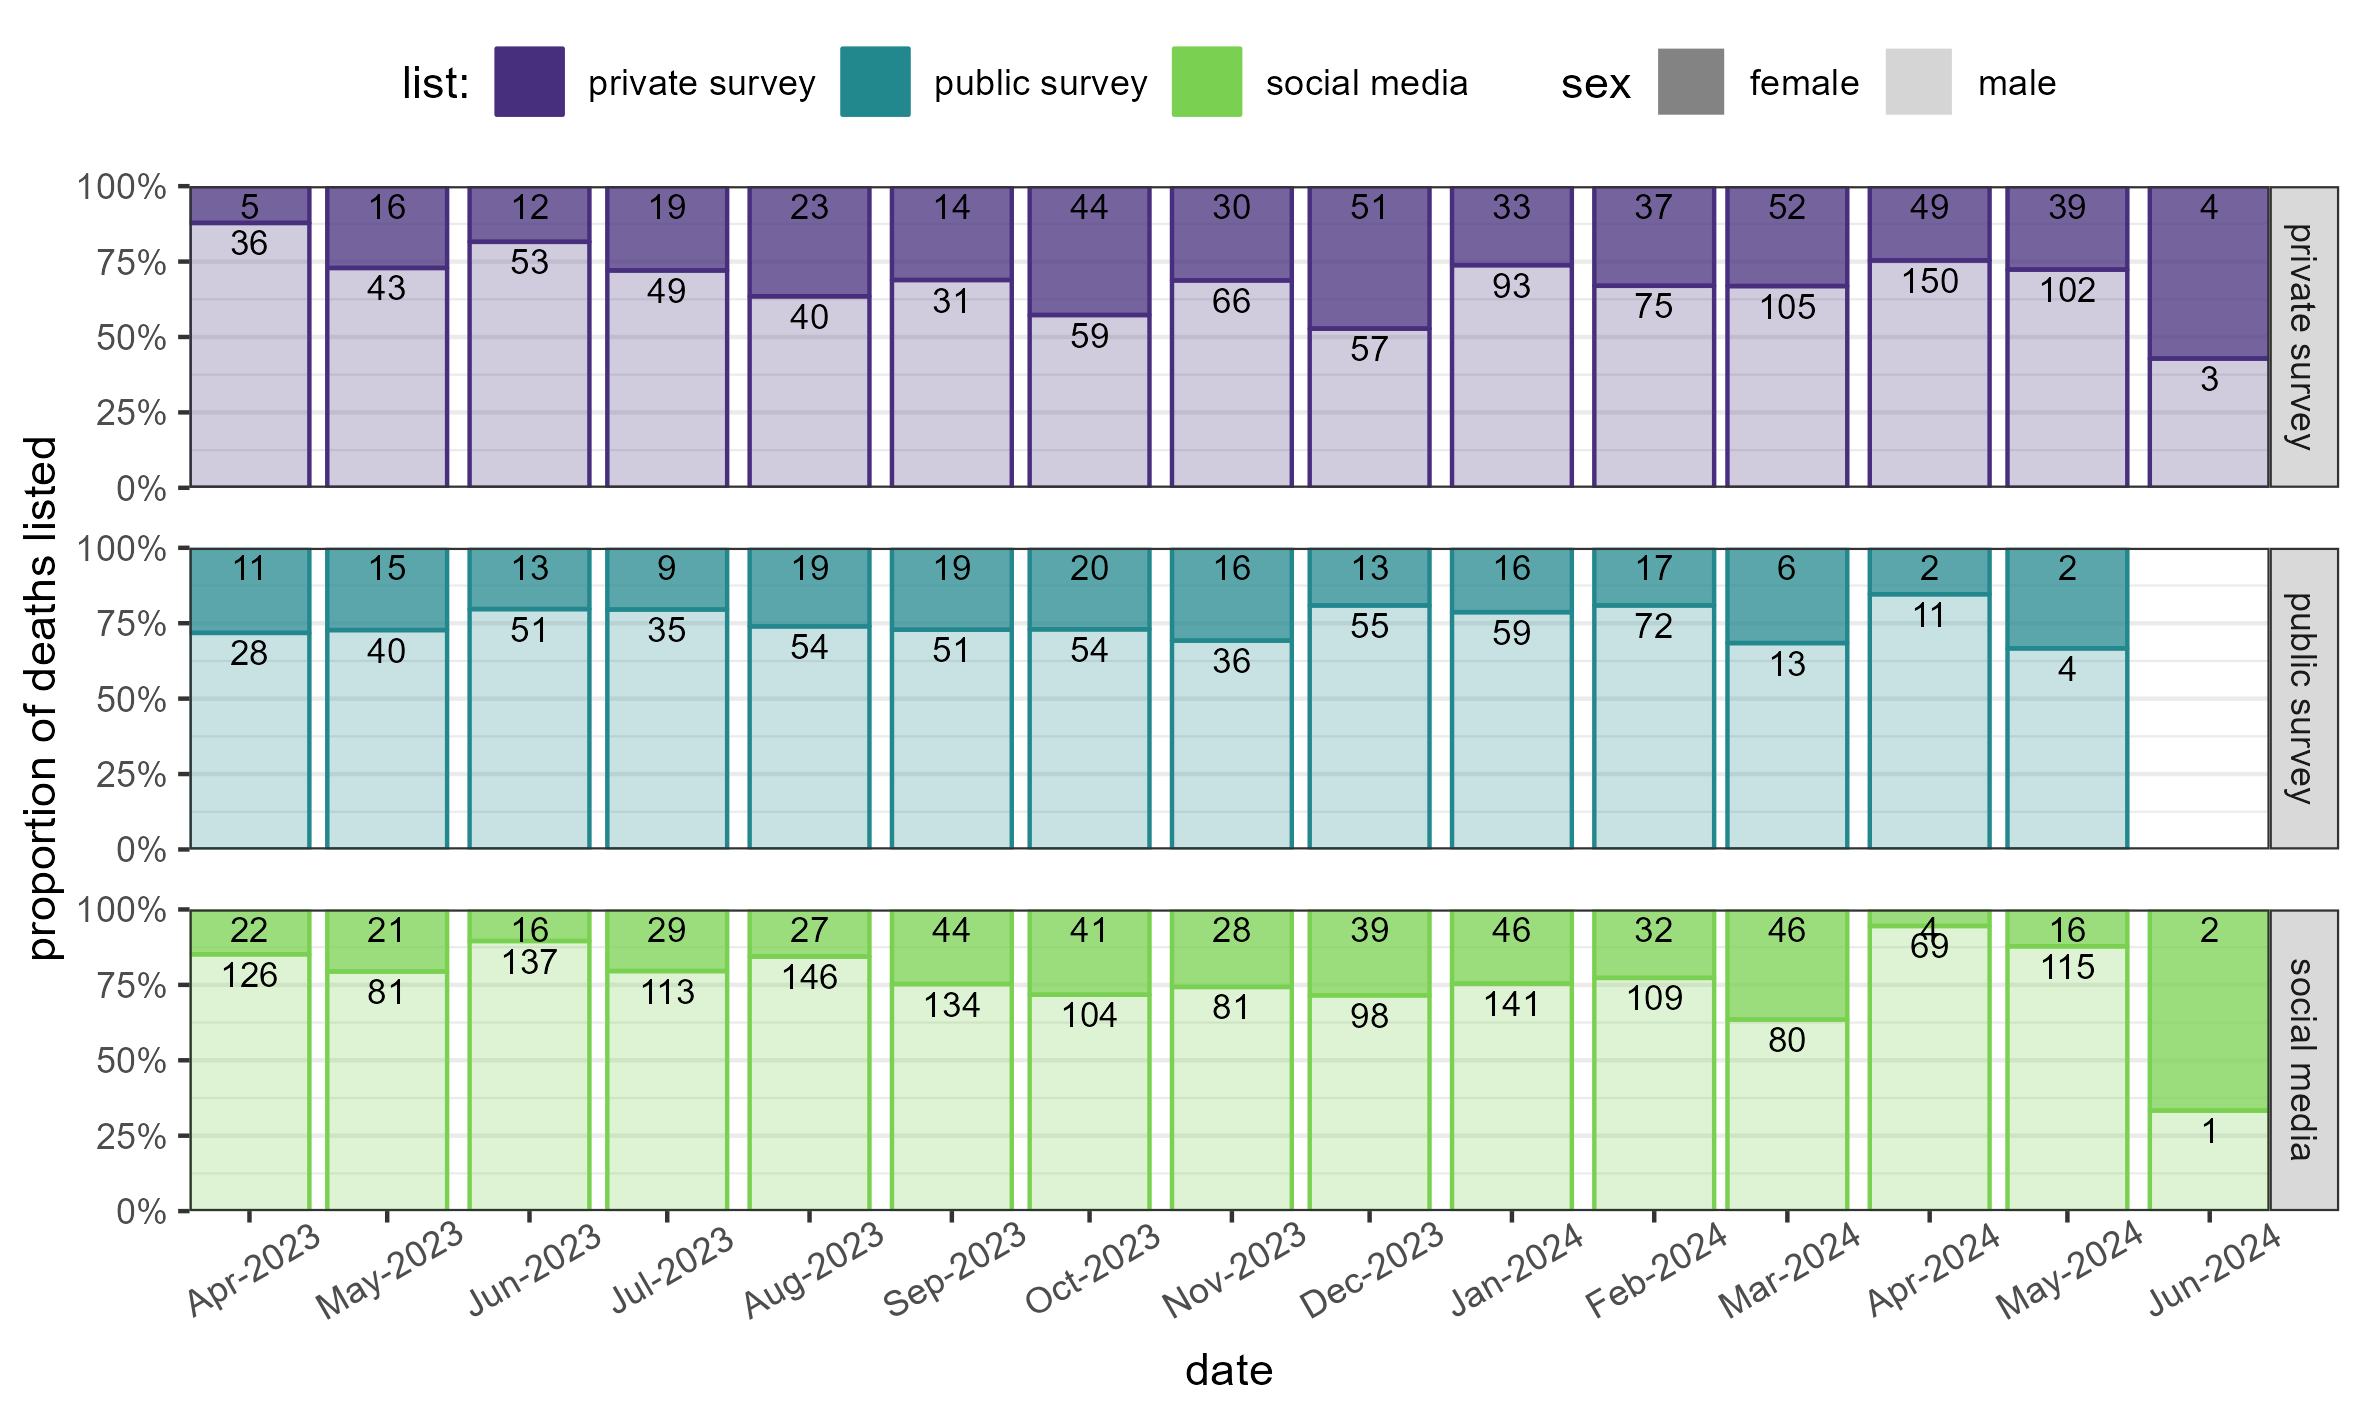 list: private survey public survey social media sex female male
100% 5 16 12 19 23 14 44 30 51 33 37 52 49 39 4
75% 36 43 53 49 40 31 59 66 57 93 75 105 150 102 3
50%
25%
0%
private survey
100% 11 15 13 9 19 19 20 16 13 16 17 6 2 2
75% 28 40 51 35 54 51 54 36 55 59 72 13 11 4
50%
25%
0%
public survey
100% 22 21 16 29 27 44 41 28 39 46 32 46 4 16 2
75% 126 81 137 113 146 134 104 81 98 141 109 80 69 115 1
50%
25%
0%
social media
proportion of deaths listed
Apr-2023 May-2023 Jun-2023 Jul-2023 Aug-2023 Sep-2023 Oct-2023 Nov-2023 Dec-2023 Jan-2024 Feb-2024 Mar-2024 Apr-2024 May-2024 Jun-2024
date